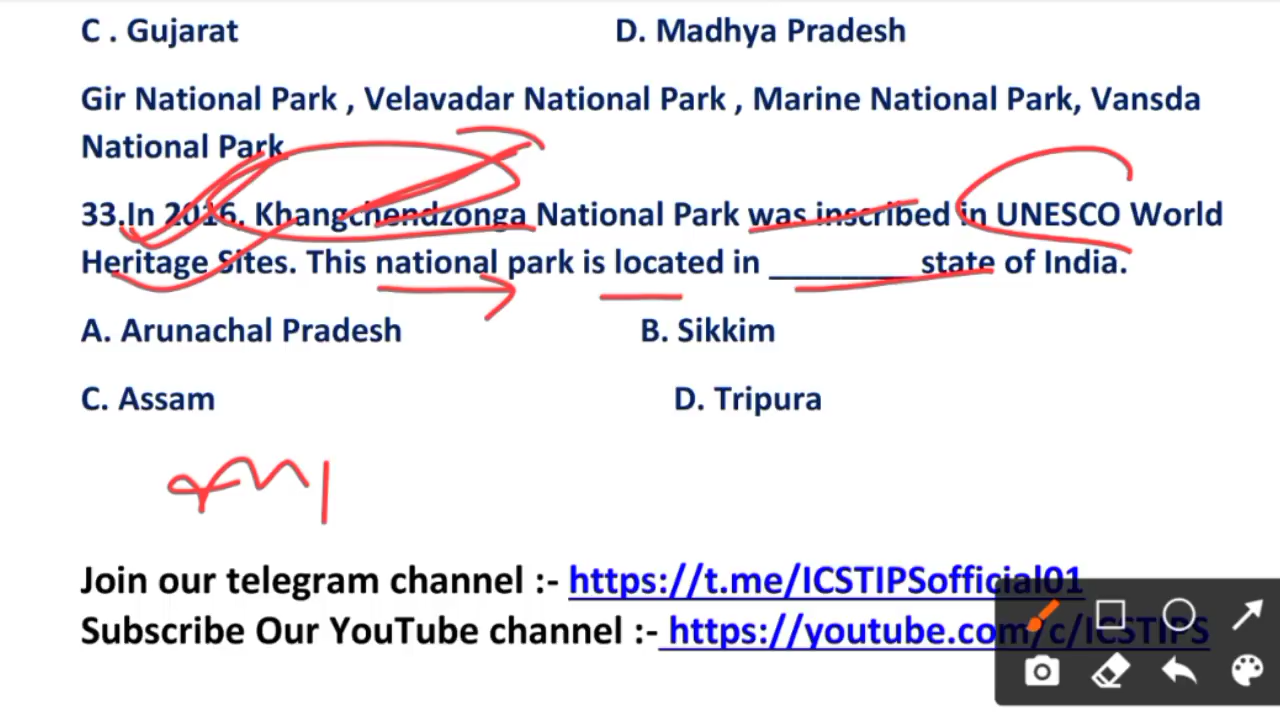 C . Gujarat D. Madhya Pradesh
Gir National Park , Velavadar National Park , Marine National Park, Vansda
National Park
33.In 2016, Khangchendzonga National Park was inscribed in UNESCO World
Heritage Sites. This national park is located in ________ state of India.
A. Arunachal Pradesh B. Sikkim
C. Assam D. Tripura
Join our telegram channel :- https://t.me/ICSTIPSofficial01
Subscribe Our YouTube channel :- https://youtube.com/c/ICSTIPS